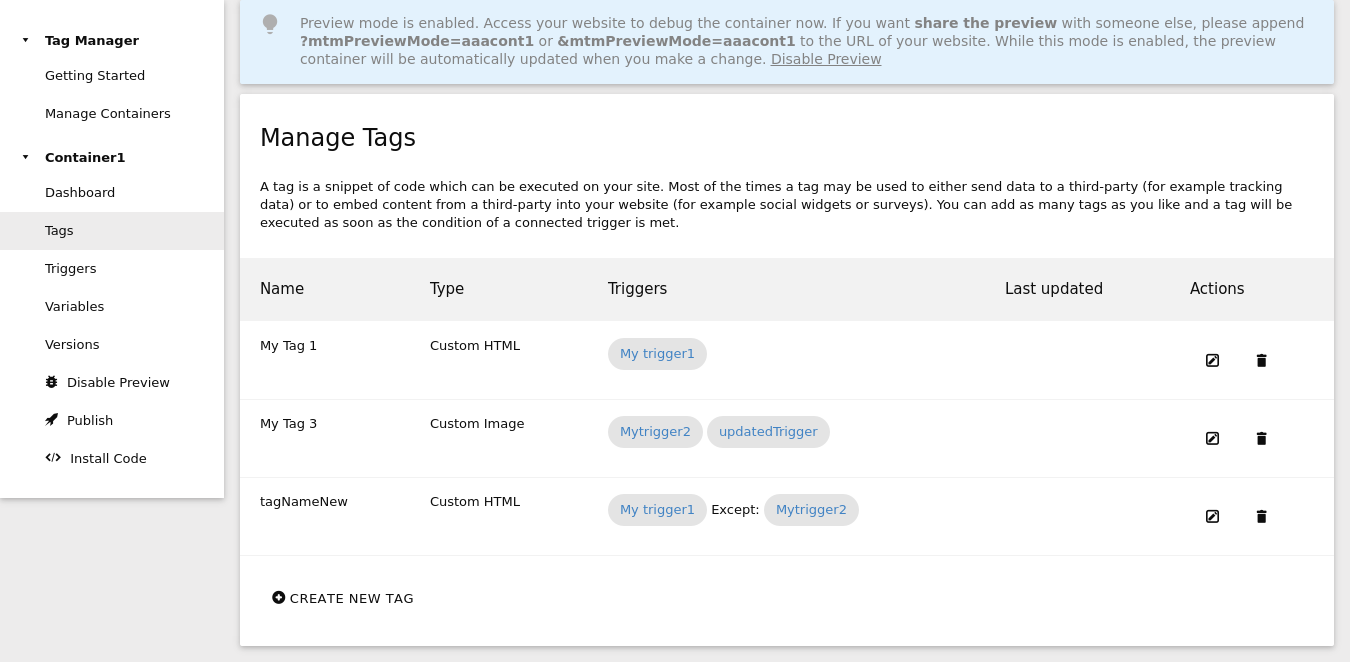 Tag Manager
Getting Started
Manage Containers
Container1
Dashboard
Tags
Triggers
Variables
Versions
Disable Preview
Publish
Install Code
Preview mode is enabled. Access your website to debug the container now. If you want share the preview with someone else, please append
?mtmPreviewMode=aaacont1 or &mtmPreviewMode=aaacont1 to the URL of your website. While this mode is enabled, the preview
container will be automatically updated when you make a change. Disable Preview
Manage Tags
A tag is a snippet of code which can be executed on your site. Most of the times a tag may be used to either send data to a third-party (for example tracking
data) or to embed content from a third-party into your website (for example social widgets or surveys). You can add as many tags as you like and a tag will be
executed as soon as the condition of a connected trigger is met.
Name Type Triggers Last updated Actions
My Tag 1 Custom HTML My trigger1
My Tag 3 Custom Image Mytrigger2 updatedTrigger
tagNameNew Custom HTML My trigger1 Except: Mytrigger2
CREATE NEW TAG